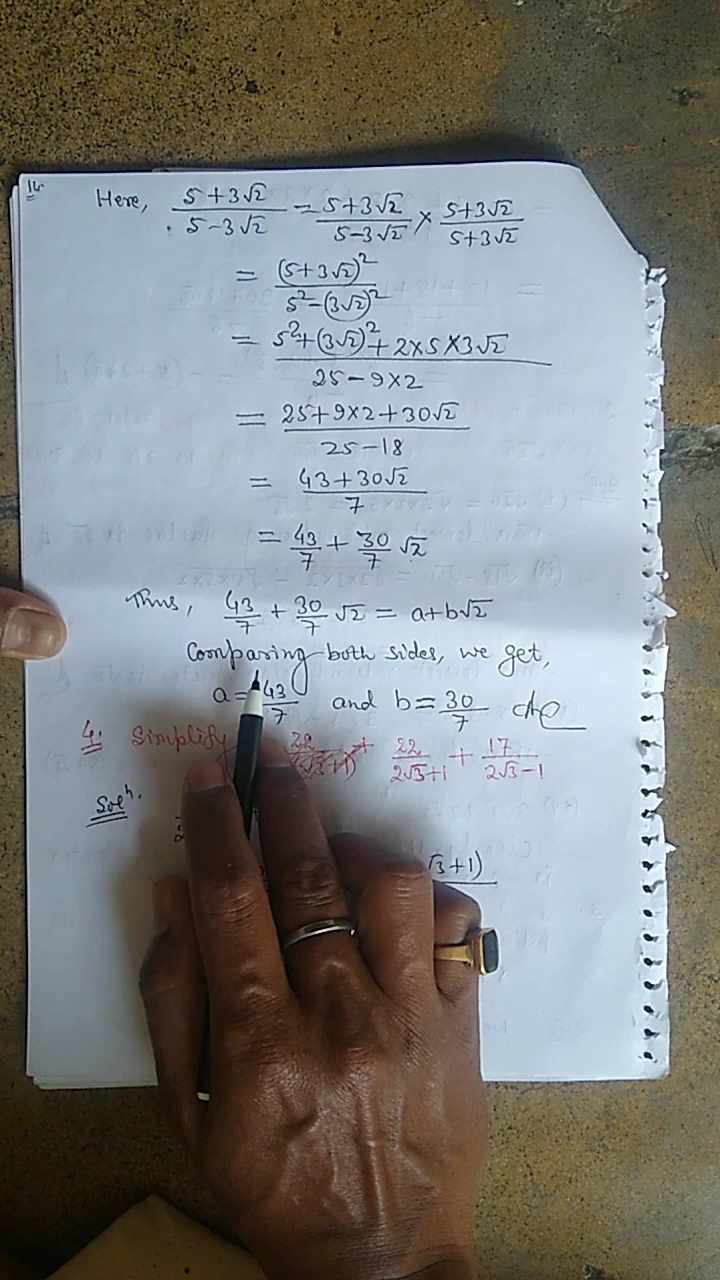 14.
Here, (5+3√2)/(5-3√2) = (5+3√2)/(5-3√2) × (5+3√2)/(5+3√2)
= (5+3√2)²/(5²-(3√2)²)
= (5²+(3√2)²+2×5×3√2)/(25-9×2)
= (25+9×2+30√2)/(25-18)
= (43+30√2)/7
= 43/7 + 30/7 √2
Thus, 43/7 + 30/7 √2 = a+b√2
Comparing both sides, we get,
a = 43/7 and b = 30/7
4. Simplify 22/(2√3+1) + 17/(2√3-1)
Solⁿ.
√3+1)